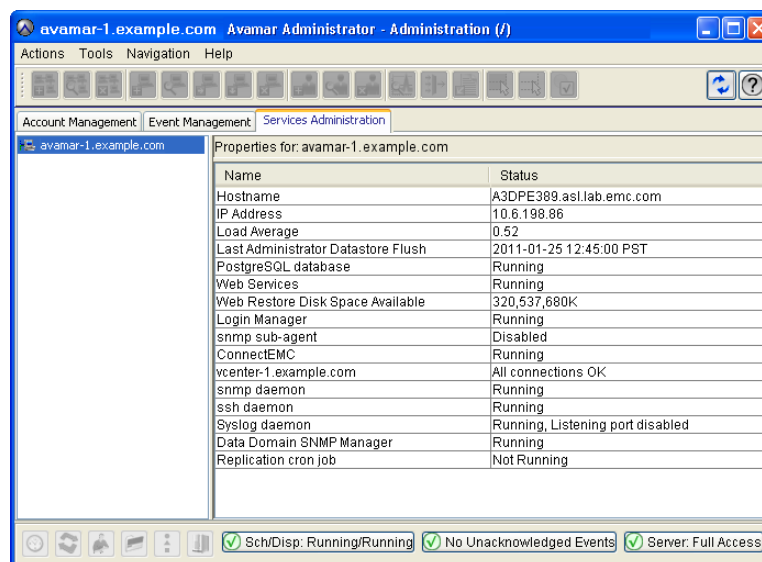 avamar-1.example.com Avamar Administrator - Administration (/)
Actions Tools Navigation Help
Account Management Event Management Services Administration
avamar-1.example.com
Properties for: avamar-1.example.com
Name Status
Hostname A3DPE389.asl.lab.emc.com
IP Address 10.6.198.86
Load Average 0.52
Last Administrator Datastore Flush 2011-01-25 12:45:00 PST
PostgreSQL database Running
Web Services Running
Web Restore Disk Space Available 320,537,680K
Login Manager Running
snmp sub-agent Disabled
ConnectEMC Running
vcenter-1.example.com All connections OK
snmp daemon Running
ssh daemon Running
Syslog daemon Running, Listening port disabled
Data Domain SNMP Manager Running
Replication cron job Not Running
Sch/Disp: Running/Running No Unacknowledged Events Server: Full Access